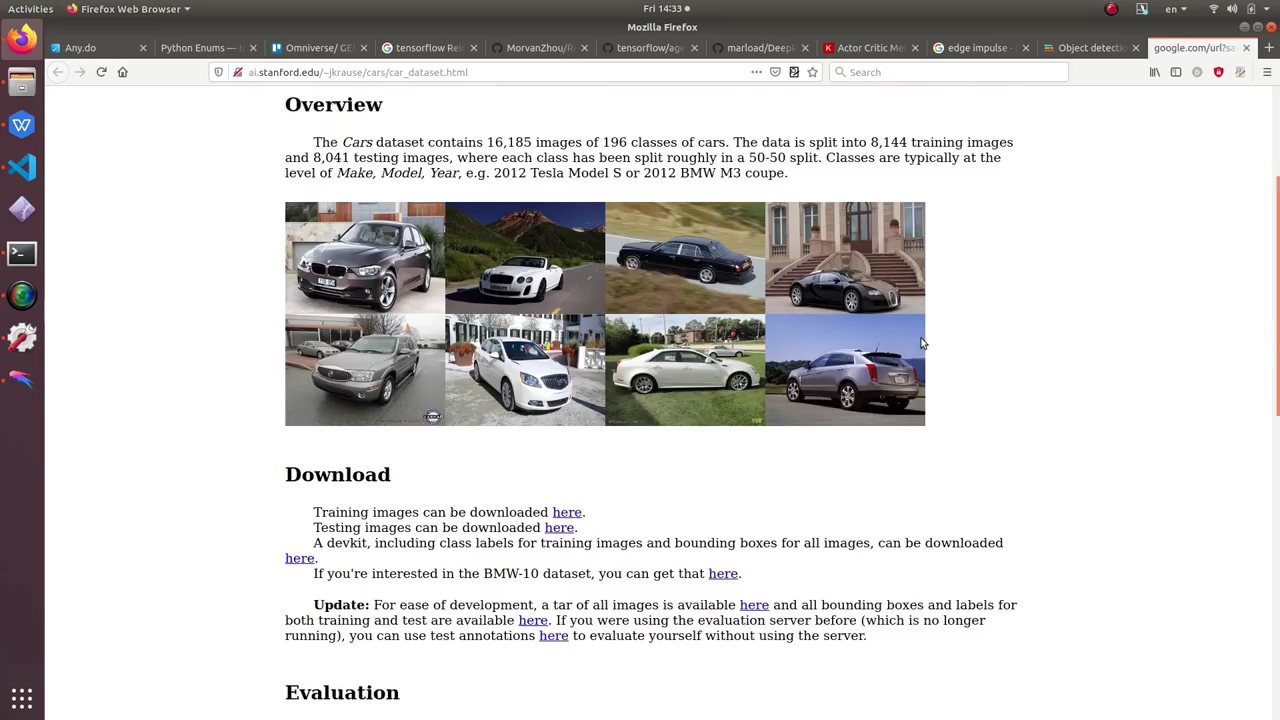 Activities Firefox Web Browser Fri 14:33 en
Mozilla Firefox
Any.do Python Enums — Omniverse/ GE tensorflow Rei MorvanZhou/R tensorflow/age marload/DeepR Actor Critic Me edge impulse - Object detecti google.com/url?sa
ai.stanford.edu/~jkrause/cars/car_dataset.html Search
Overview
The Cars dataset contains 16,185 images of 196 classes of cars. The data is split into 8,144 training images
and 8,041 testing images, where each class has been split roughly in a 50-50 split. Classes are typically at the
level of Make, Model, Year, e.g. 2012 Tesla Model S or 2012 BMW M3 coupe.
Download
Training images can be downloaded here.
Testing images can be downloaded here.
A devkit, including class labels for training images and bounding boxes for all images, can be downloaded
here.
If you're interested in the BMW-10 dataset, you can get that here.
Update: For ease of development, a tar of all images is available here and all bounding boxes and labels for
both training and test are available here. If you were using the evaluation server before (which is no longer
running), you can use test annotations here to evaluate yourself without using the server.
Evaluation